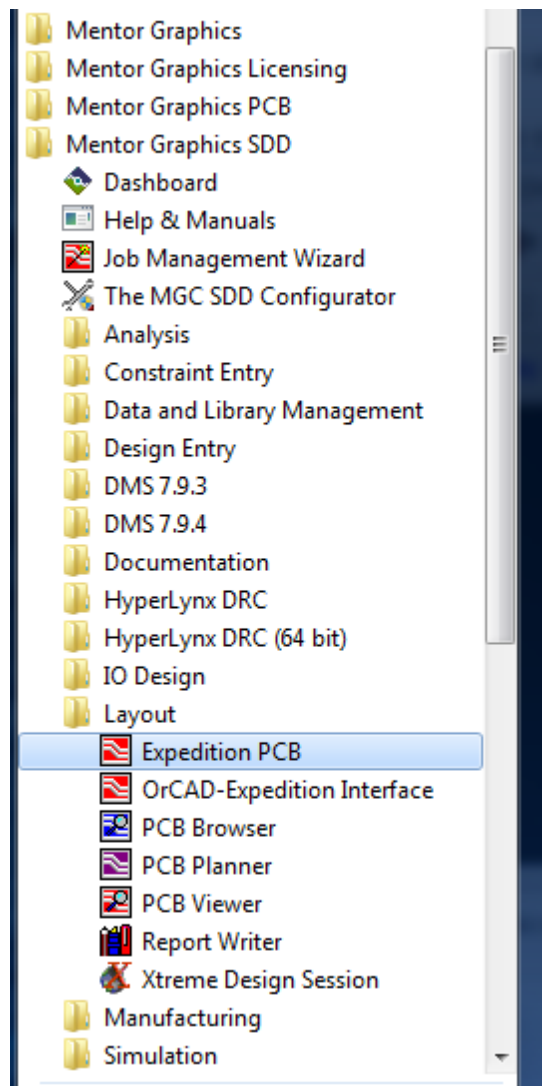 Mentor Graphics
Mentor Graphics Licensing
Mentor Graphics PCB
Mentor Graphics SDD
Dashboard
Help & Manuals
Job Management Wizard
The MGC SDD Configurator
Analysis
Constraint Entry
Data and Library Management
Design Entry
DMS 7.9.3
DMS 7.9.4
Documentation
HyperLynx DRC
HyperLynx DRC (64 bit)
IO Design
Layout
Expedition PCB
OrCAD-Expedition Interface
PCB Browser
PCB Planner
PCB Viewer
Report Writer
Xtreme Design Session
Manufacturing
Simulation